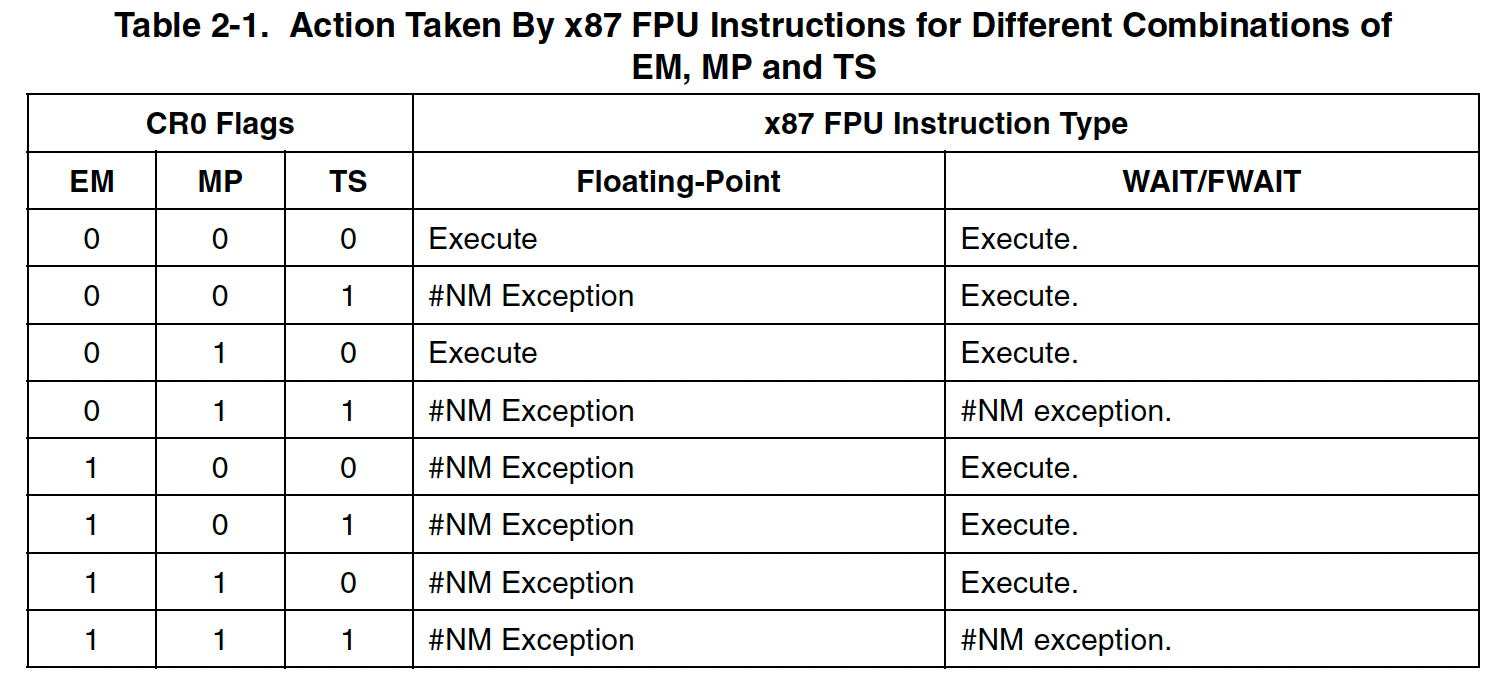 Table 2-1. Action Taken By x87 FPU Instructions for Different Combinations of
EM, MP and TS
CR0 Flags x87 FPU Instruction Type
EM MP TS Floating-Point WAIT/FWAIT
0 0 0 Execute Execute.
0 0 1 #NM Exception Execute.
0 1 0 Execute Execute.
0 1 1 #NM Exception #NM exception.
1 0 0 #NM Exception Execute.
1 0 1 #NM Exception Execute.
1 1 0 #NM Exception Execute.
1 1 1 #NM Exception #NM exception.